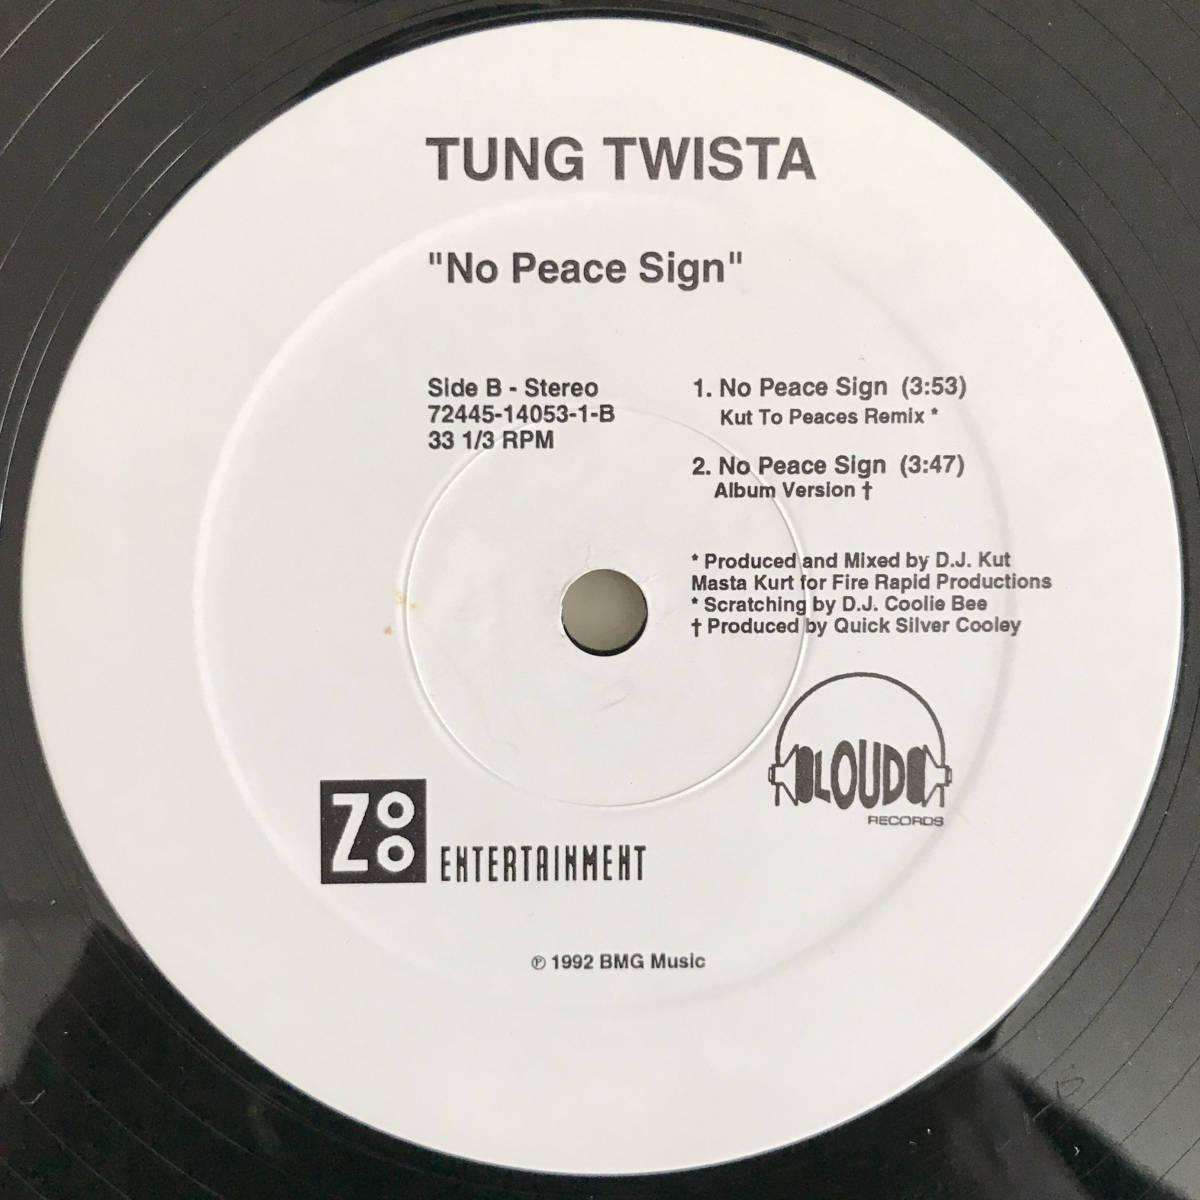 TUNG TWISTA
"No Peace Sign"
Side B - Stereo
72445-14053-1-B
33 1/3 RPM
1. No Peace Sign (3:53)
Kut To Peaces Remix *
2. No Peace Sign (3:47)
Album Version †
* Produced and Mixed by D.J. Kut
Masta Kurt for Fire Rapid Productions
* Scratching by D.J. Coolie Bee
† Produced by Quick Silver Cooley
LOUD
RECORDS
ZOO
ENTERTAINMENT
℗ 1992 BMG Music